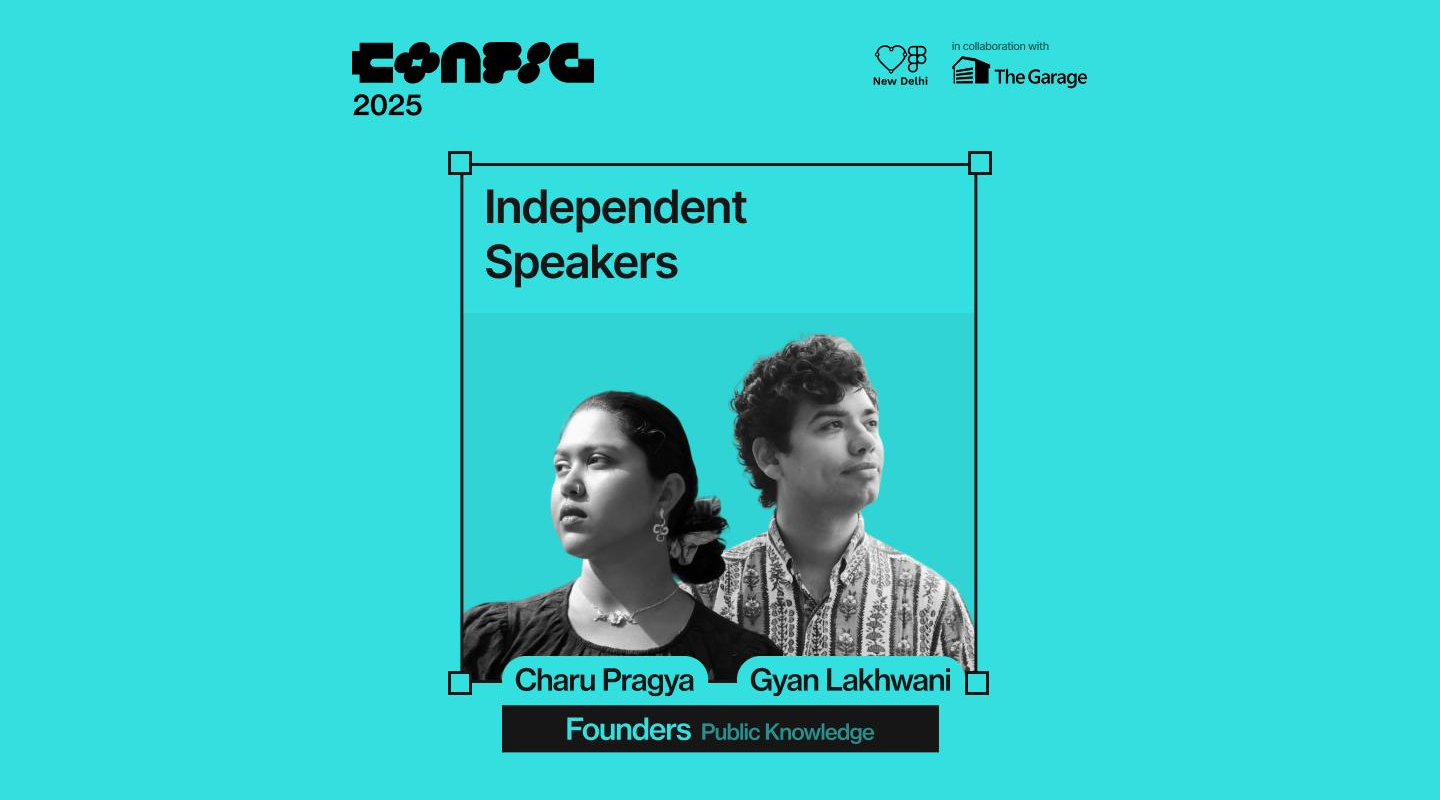 CONFIG
2025
New Delhi
in collaboration with
The Garage
Independent
Speakers
Charu Pragya
Gyan Lakhwani
Founders Public Knowledge